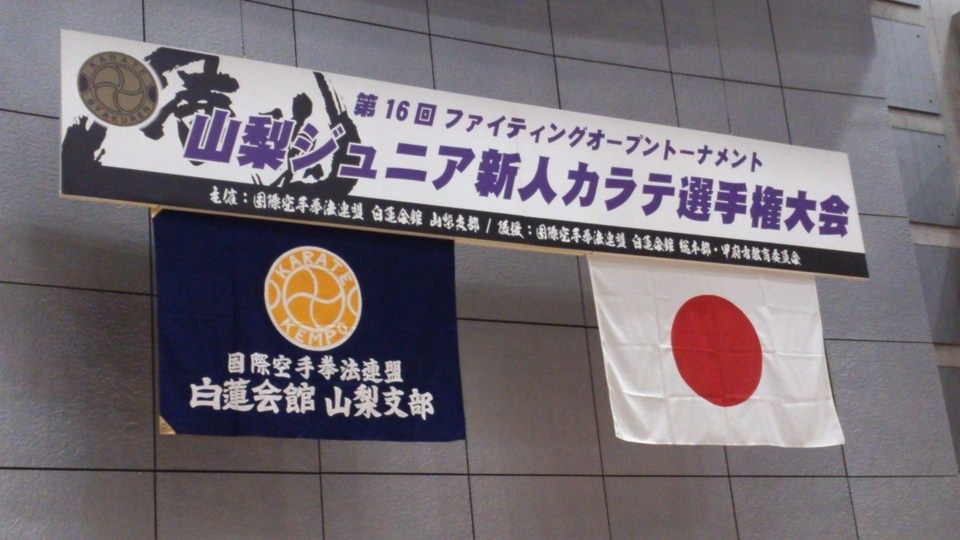 KARATE
BYAKUREN
第16回 ファイティングオープントーナメント
山梨ジュニア新人カラテ選手権大会
主催：国際空手拳法連盟 白蓮会館 山梨支部 / 後援：国際空手拳法連盟 白蓮会館 総本部・甲府市教育委員会
KARATE
KEMPO
国際空手拳法連盟
白蓮会館 山梨支部